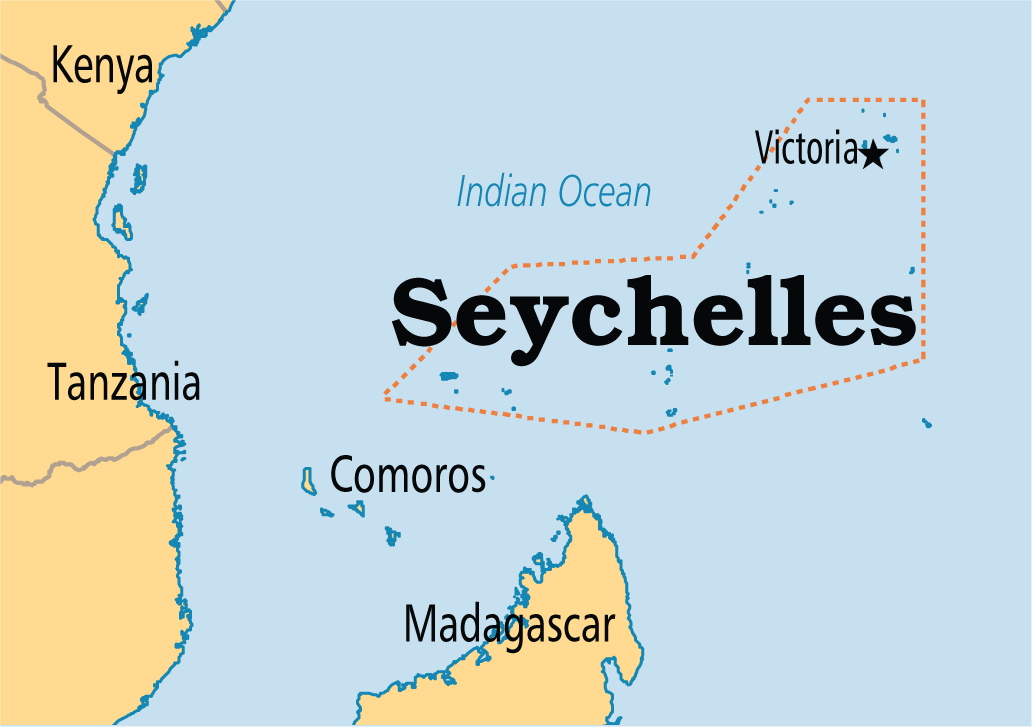 Kenya
Victoria
Indian Ocean
Seychelles
Tanzania
Comoros
Madagascar